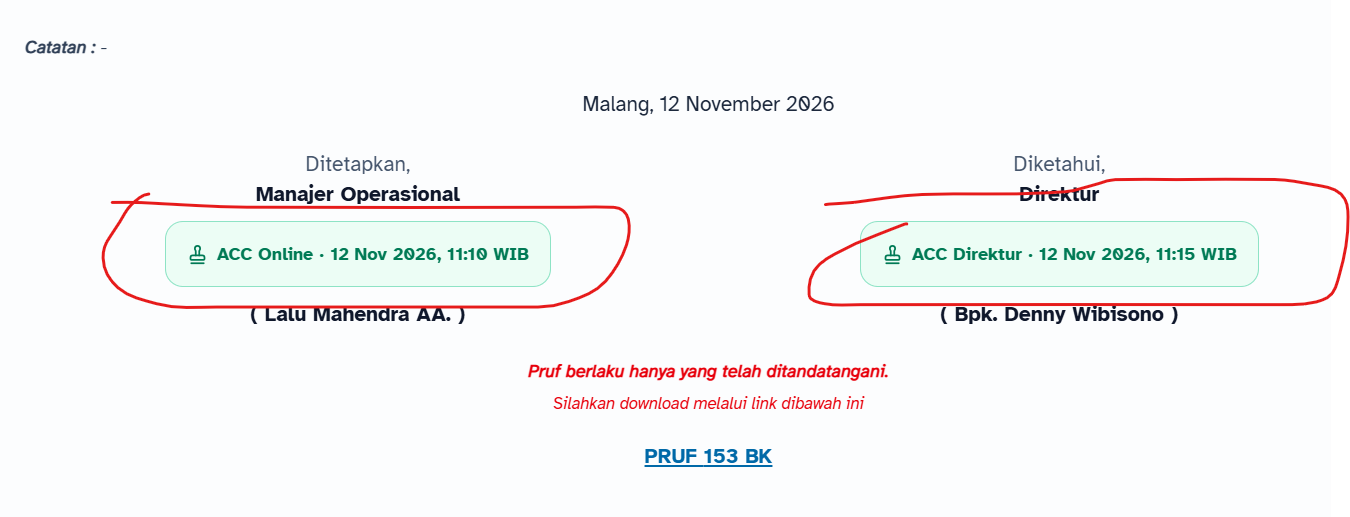 Catatan : -
Malang, 12 November 2026
Ditetapkan,
Manajer Operasional
ACC Online · 12 Nov 2026, 11:10 WIB
( Lalu Mahendra AA. )
Diketahui,
Direktur
ACC Direktur · 12 Nov 2026, 11:15 WIB
( Bpk. Denny Wibisono )
Pruf berlaku hanya yang telah ditandatangani.
Silahkan download melalui link dibawah ini
PRUF 153 BK